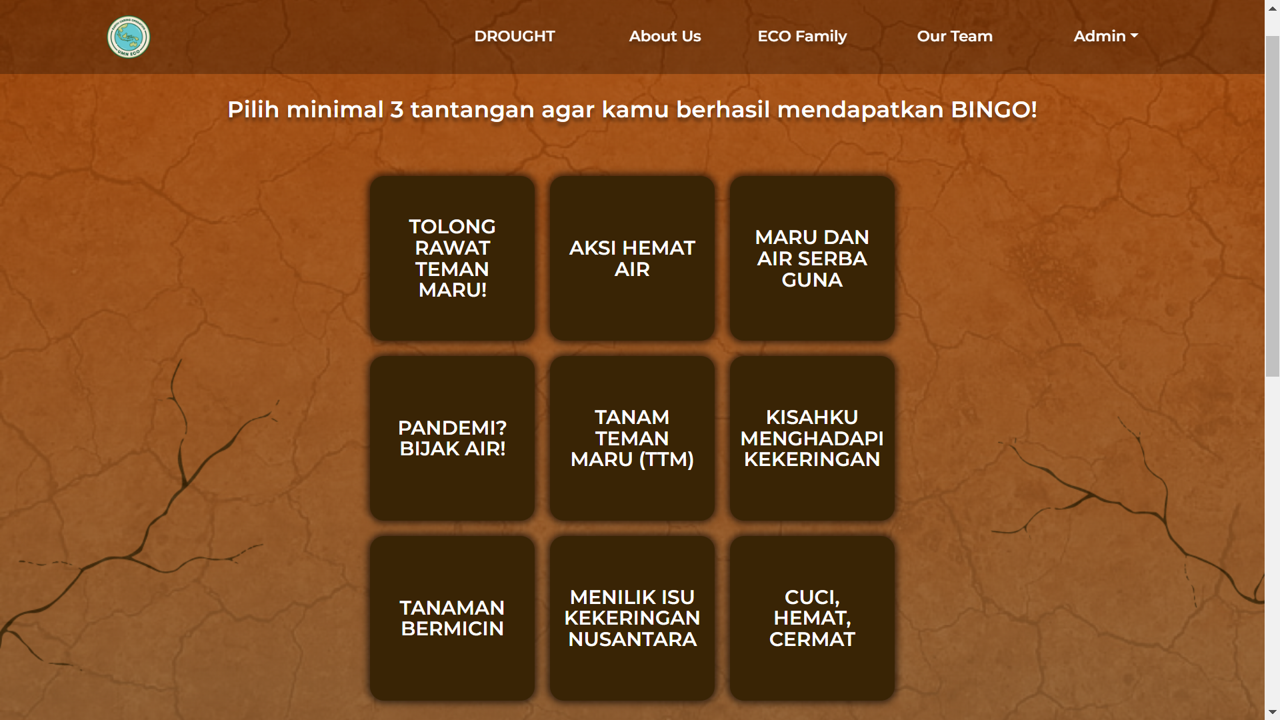 DROUGHT
About Us
ECO Family
Our Team
Admin
Pilih minimal 3 tantangan agar kamu berhasil mendapatkan BINGO!
TOLONG
RAWAT
TEMAN
MARU!
AKSI HEMAT
AIR
MARU DAN
AIR SERBA
GUNA
PANDEMI?
BIJAK AIR!
TANAM
TEMAN
MARU (TTM)
KISAHKU
MENGHADAPI
KEKERINGAN
TANAMAN
BERMICIN
MENILIK ISU
KEKERINGAN
NUSANTARA
CUCI,
HEMAT,
CERMAT